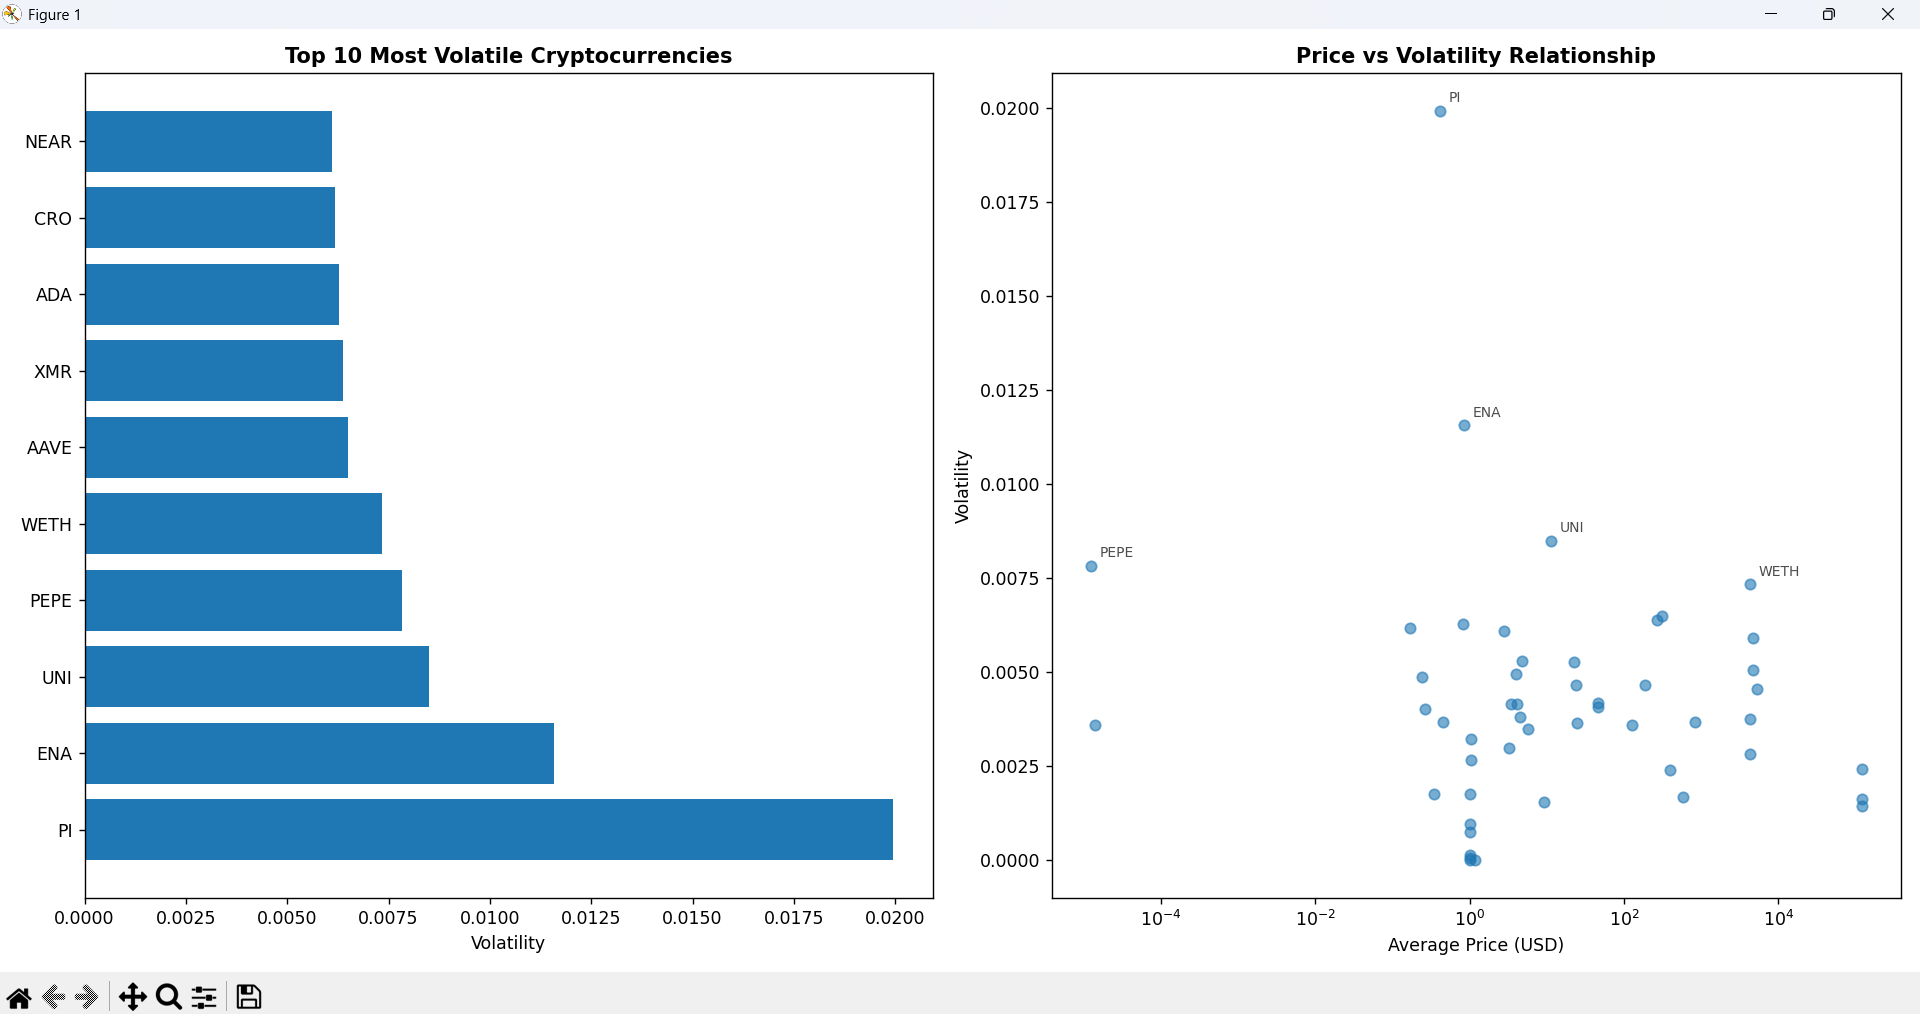 Figure 1
Top 10 Most Volatile Cryptocurrencies
NEAR
CRO
ADA
XMR
AAVE
WETH
PEPE
UNI
ENA
PI
0.0000 0.0025 0.0050 0.0075 0.0100 0.0125 0.0150 0.0175 0.0200
Volatility
Price vs Volatility Relationship
Volatility
0.0200
0.0175
0.0150
0.0125
0.0100
0.0075
0.0050
0.0025
0.0000
PI
ENA
UNI
PEPE
WETH
10⁻⁴ 10⁻² 10⁰ 10² 10⁴
Average Price (USD)